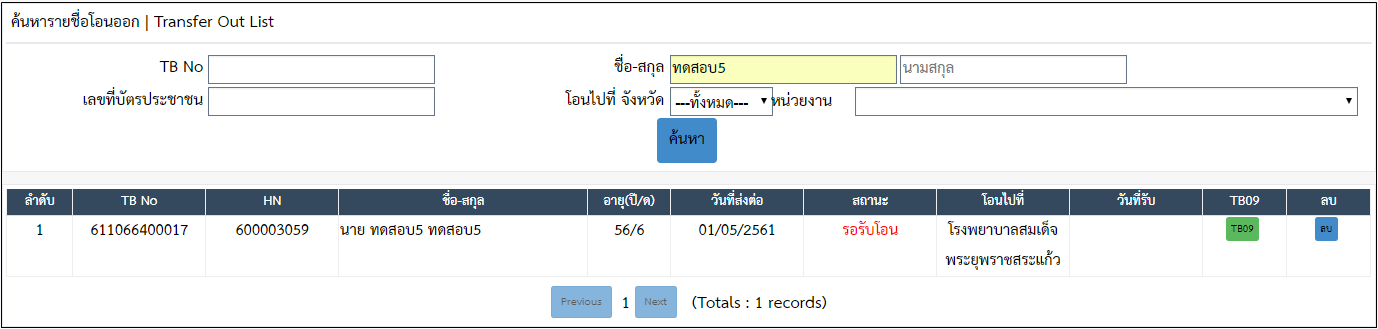 ค้นหารายชื่อโอนออก | Transfer Out List
TB No ชื่อ-สกุล ทดสอบ5 นามสกุล
เลขที่บัตรประชาชน โอนไปที่ จังหวัด ---ทั้งหมด--- หน่วยงาน
ค้นหา
ลำดับ TB No HN ชื่อ-สกุล อายุ(ปี/ด) วันที่ส่งต่อ สถานะ โอนไปที่ วันที่รับ TB09 ลบ
1 611066400017 600003059 นาย ทดสอบ5 ทดสอบ5 56/6 01/05/2561 รอรับโอน โรงพยาบาลสมเด็จ TB09 ลบ
พระยุพราชสระแก้ว
Previous 1 Next (Totals : 1 records)